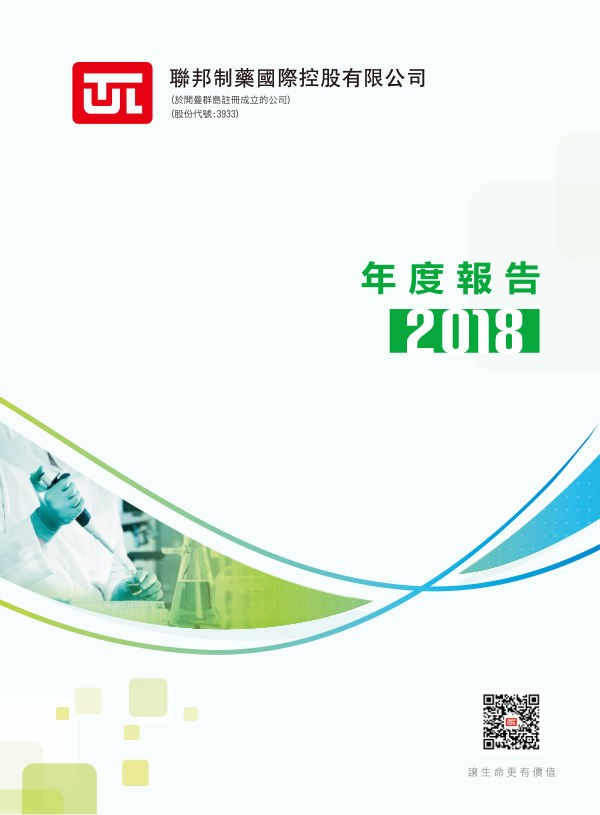 聯邦制藥國際控股有限公司
(於開曼群島註冊成立的公司)
(股份代號:3933)
年度報告
2018
讓生命更有價值